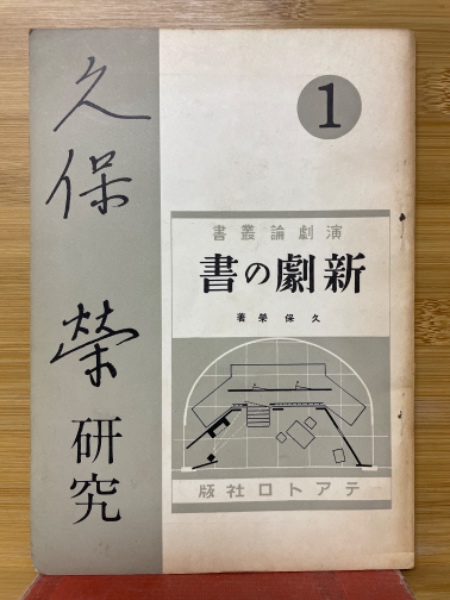 久保榮研究
1
書叢論劇演
書の劇新
著榮保久
版社ロトアテ